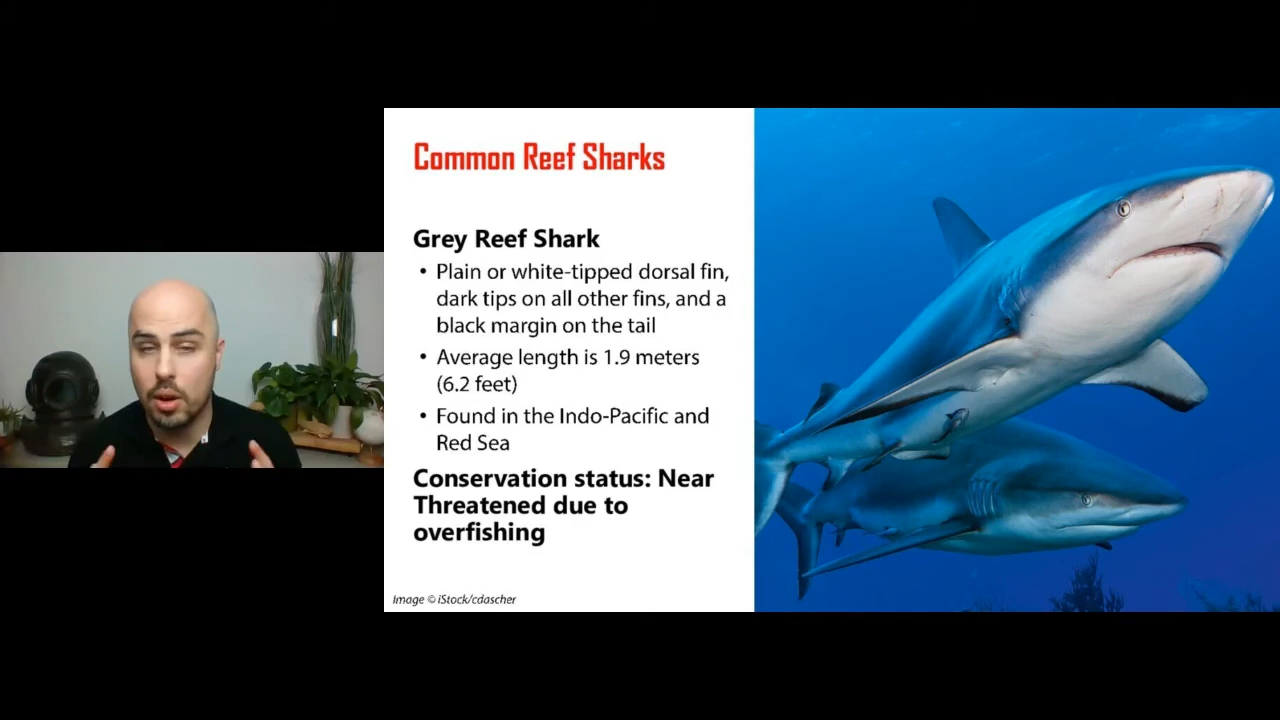 Common Reef Sharks
Grey Reef Shark
• Plain or white-tipped dorsal fin,
dark tips on all other fins, and a
black margin on the tail
• Average length is 1.9 meters
(6.2 feet)
• Found in the Indo-Pacific and
Red Sea
Conservation status: Near
Threatened due to
overfishing
Image © iStock/cdascher